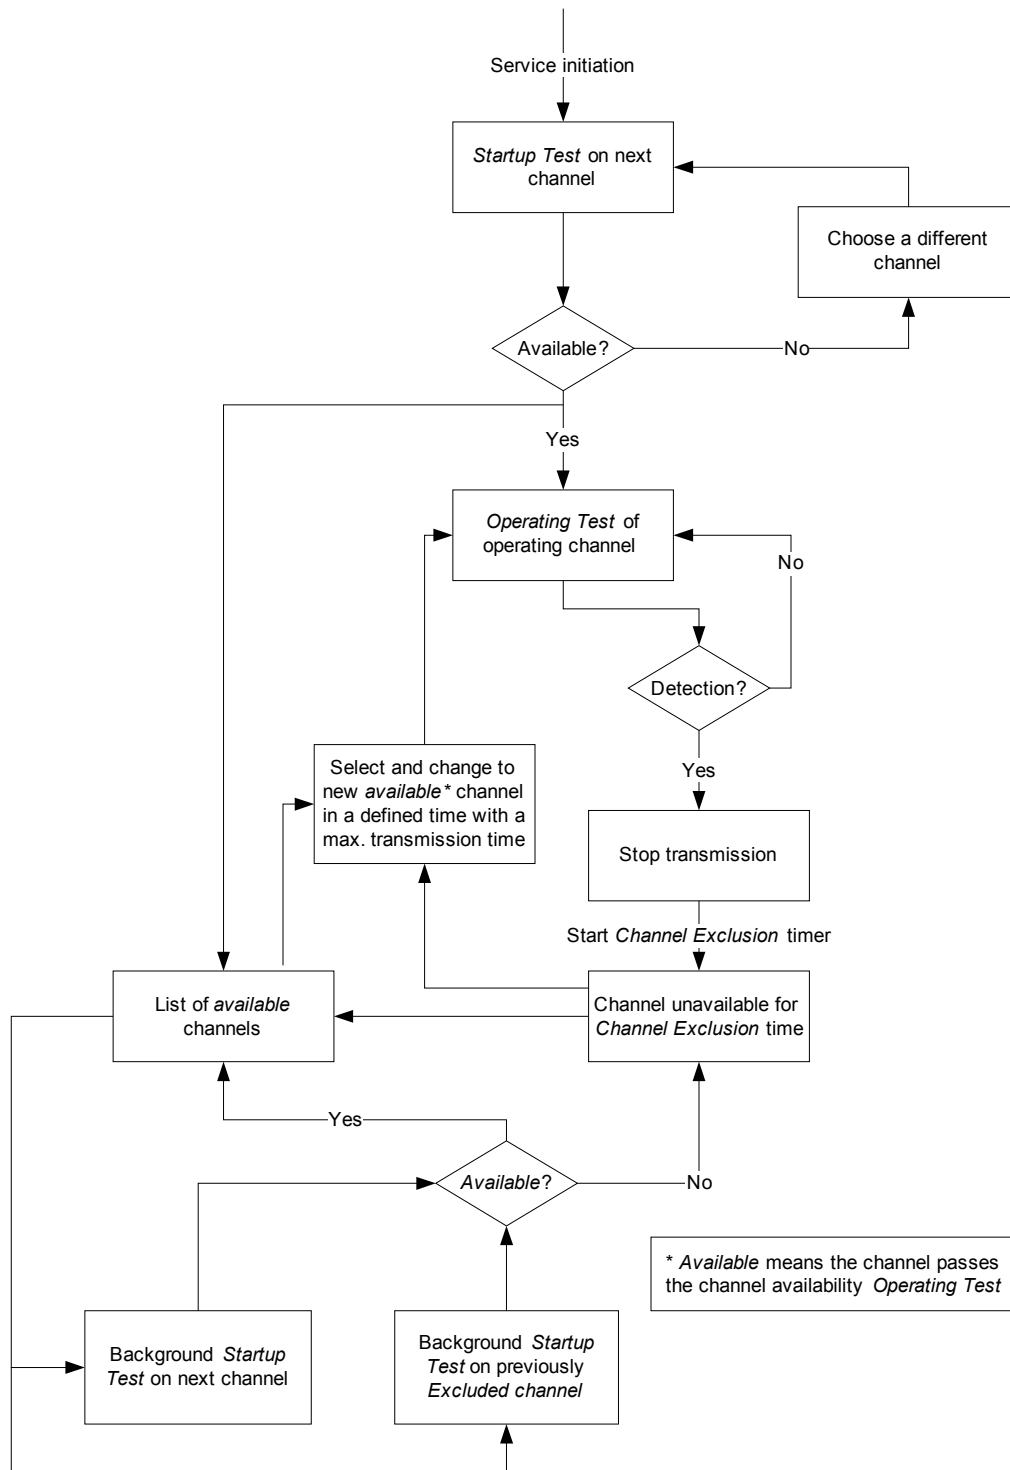 Service initiation
Startup Test on next
channel
Choose a different
channel
Available?
No
Yes
Operating Test of
operating channel
No
Detection?
Yes
Select and change to
new available* channel
in a defined time with a
max. transmission time
Stop transmission
Start Channel Exclusion timer
List of available
channels
Channel unavailable for
Channel Exclusion time
Yes
Available?
No
* Available means the channel passes
the channel availability Operating Test
Background Startup
Test on next channel
Background Startup
Test on previously
Excluded channel